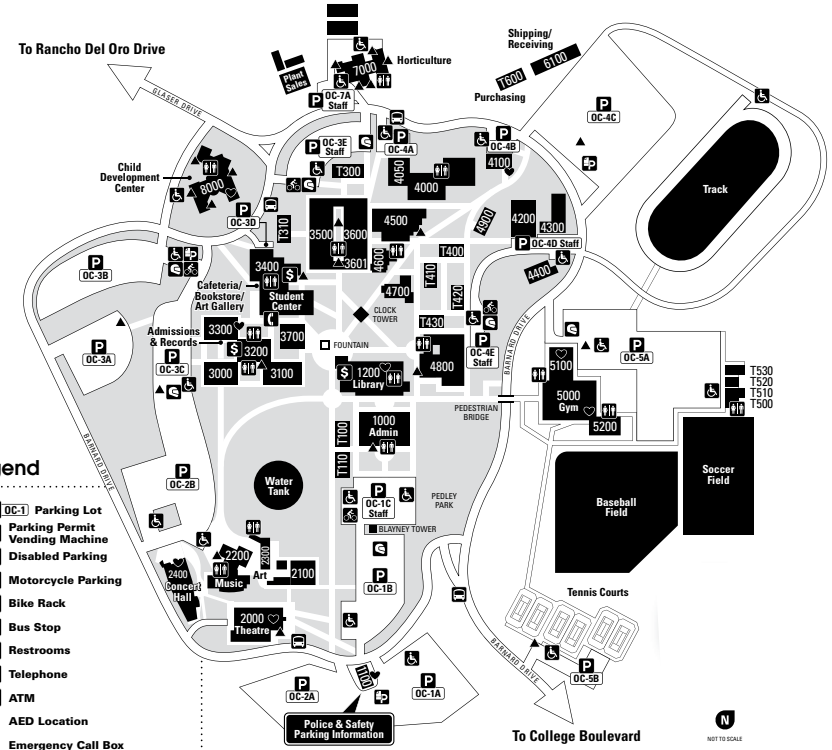 To Rancho Del Oro Drive
GLASER DRIVE
Plant
Sales
7000
Horticulture
P
OC-7A
Staff
Shipping/
Receiving
6100
T600
Purchasing
P
OC-4C
Track
P
OC-3E
Staff
P
OC-4A
P
OC-4B
4100
Child
Development
Center
8000
T300
4050
4000
P
OC-3D
T310
3500
3600
3601
4500
4600
4900
4200
4300
P
OC-4D Staff
T400
4400
P
OC-3B
3400
$
Student
Center
Cafeteria/
Bookstore/
Art Gallery
4700
T410
T420
CLOCK
TOWER
T430
P
OC-3A
Admissions
& Records
3300
$
3200
3700
FOUNTAIN
P
OC-3C
3000
3100
$
1200
Library
4800
P
OC-4E
Staff
BARNARD DRIVE
P
OC-5A
5100
5000
Gym
5200
T530
T520
T510
T500
PEDESTRIAN
BRIDGE
1000
Admin
T100
T110
BARNARD DRIVE
P
OC-2B
Water
Tank
P
OC-1C
Staff
PEDLEY
PARK
BLAYNEY TOWER
Baseball
Field
Soccer
Field
2200
Music
2300
Art
2100
2400
Concert
Hall
P
OC-1B
2000
Theatre
Tennis Courts
BARNARD DRIVE
P
OC-5B
P
OC-2A
1100
P
OC-1A
Police & Safety
Parking Information
To College Boulevard
N
NOT TO SCALE
gend
OC-1 Parking Lot
Parking Permit
Vending Machine
Disabled Parking
Motorcycle Parking
Bike Rack
Bus Stop
Restrooms
Telephone
ATM
AED Location
Emergency Call Box